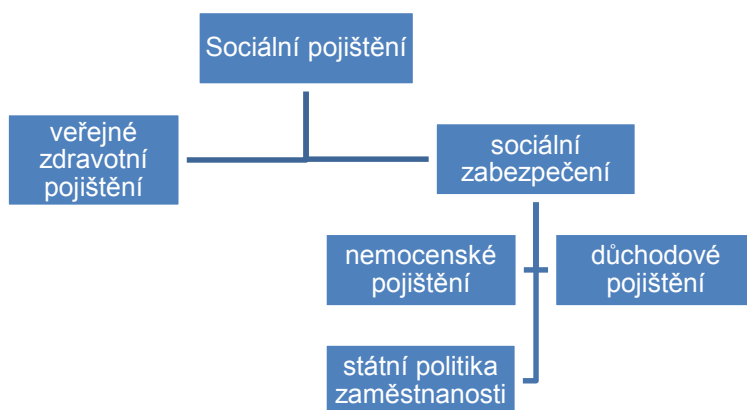 Sociální pojištění
veřejné
zdravotní
pojištění
sociální
zabezpečení
nemocenské
pojištění
důchodové
pojištění
státní politika
zaměstnanosti